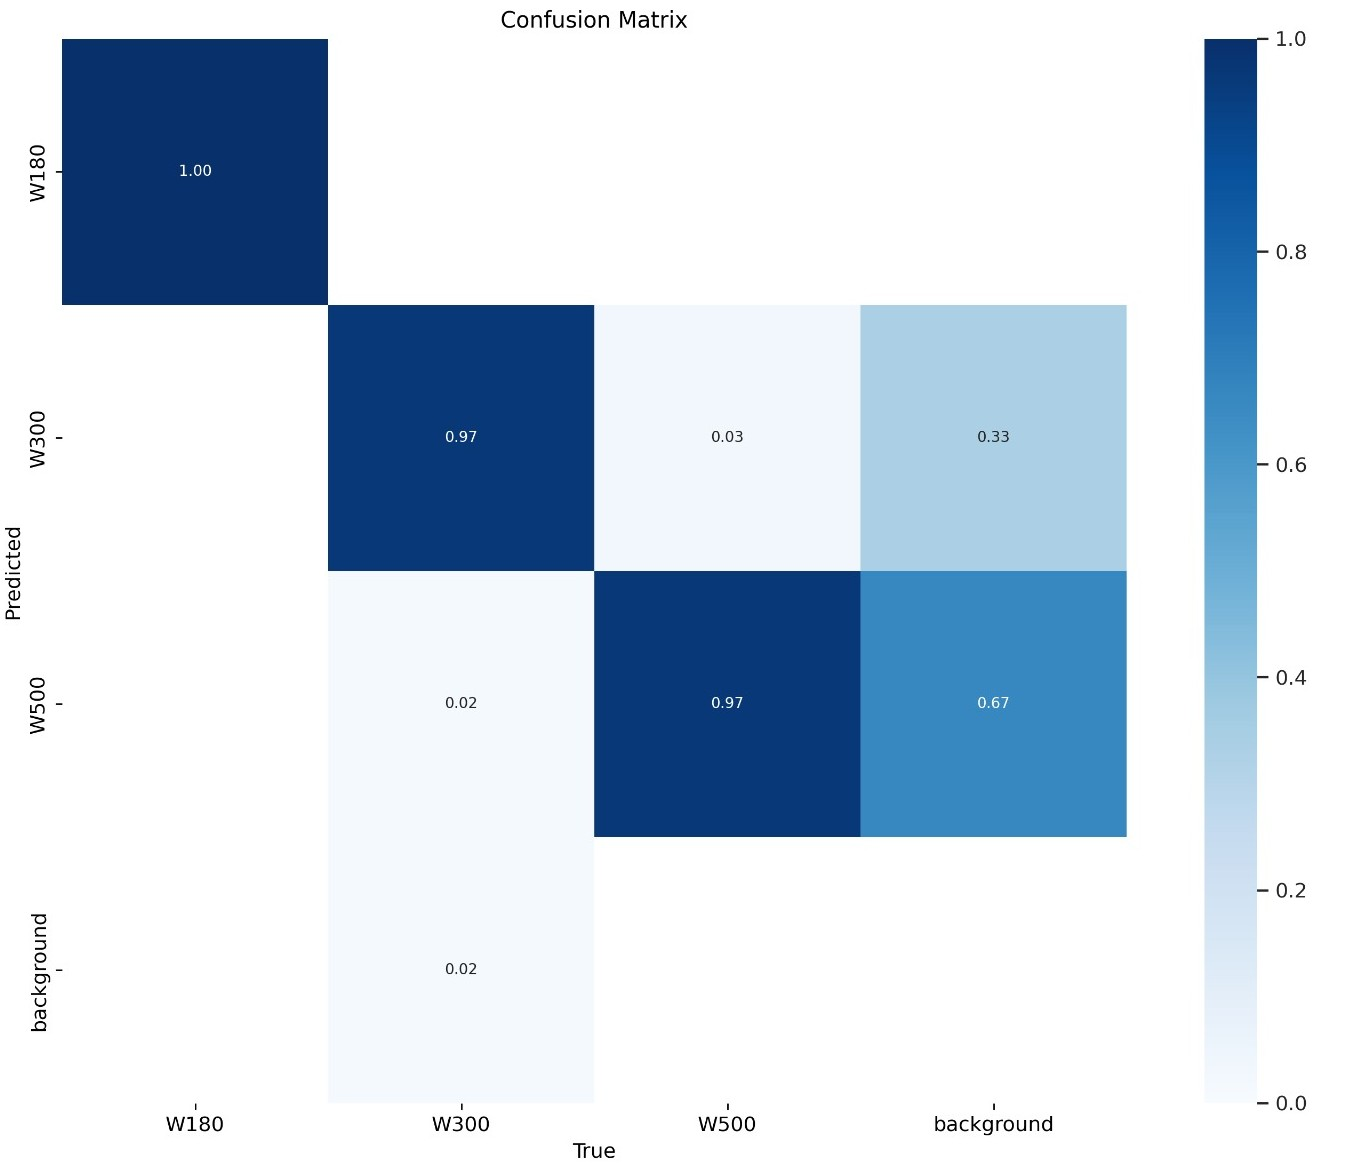 Confusion Matrix
W180
1.00
W300
0.97
0.03
0.33
Predicted
W500
0.02
0.97
0.67
background
0.02
W180
W300
W500
background
True
1.0
0.8
0.6
0.4
0.2
0.0